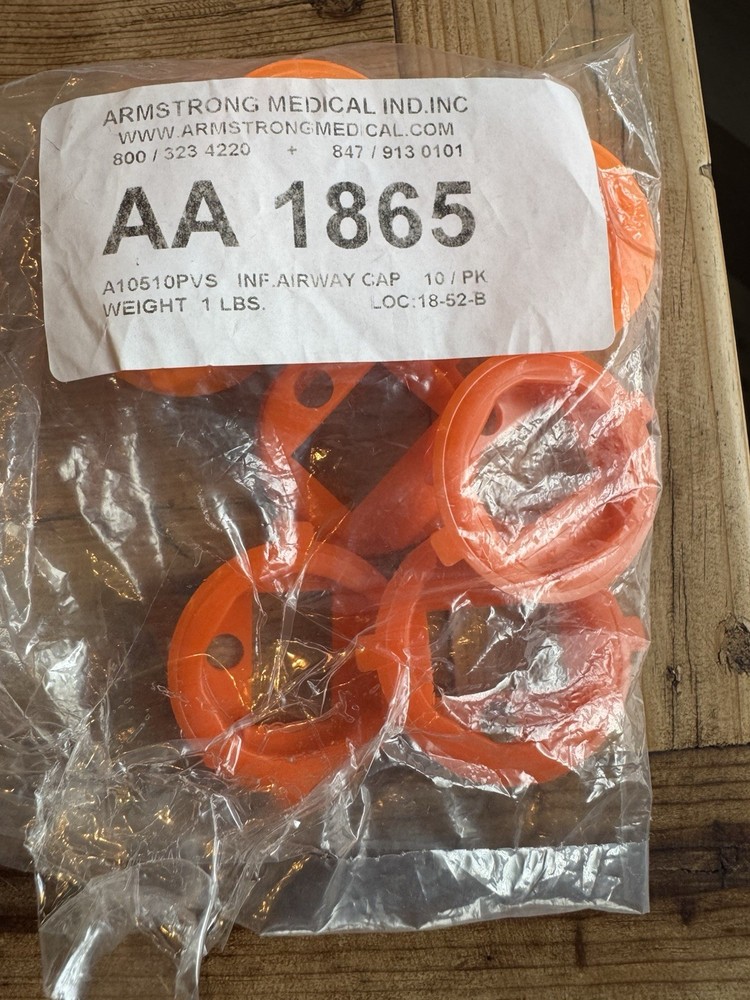 ARMSTRONG MEDICAL IND.INC
WWW.ARMSTRONGMEDICAL.COM
800 / 323 4220 + 847 / 913 0101
AA 1865
A10510PVS INF.AIRWAY CAP 10 / PK
WEIGHT 1 LBS. LOC:18-52-B